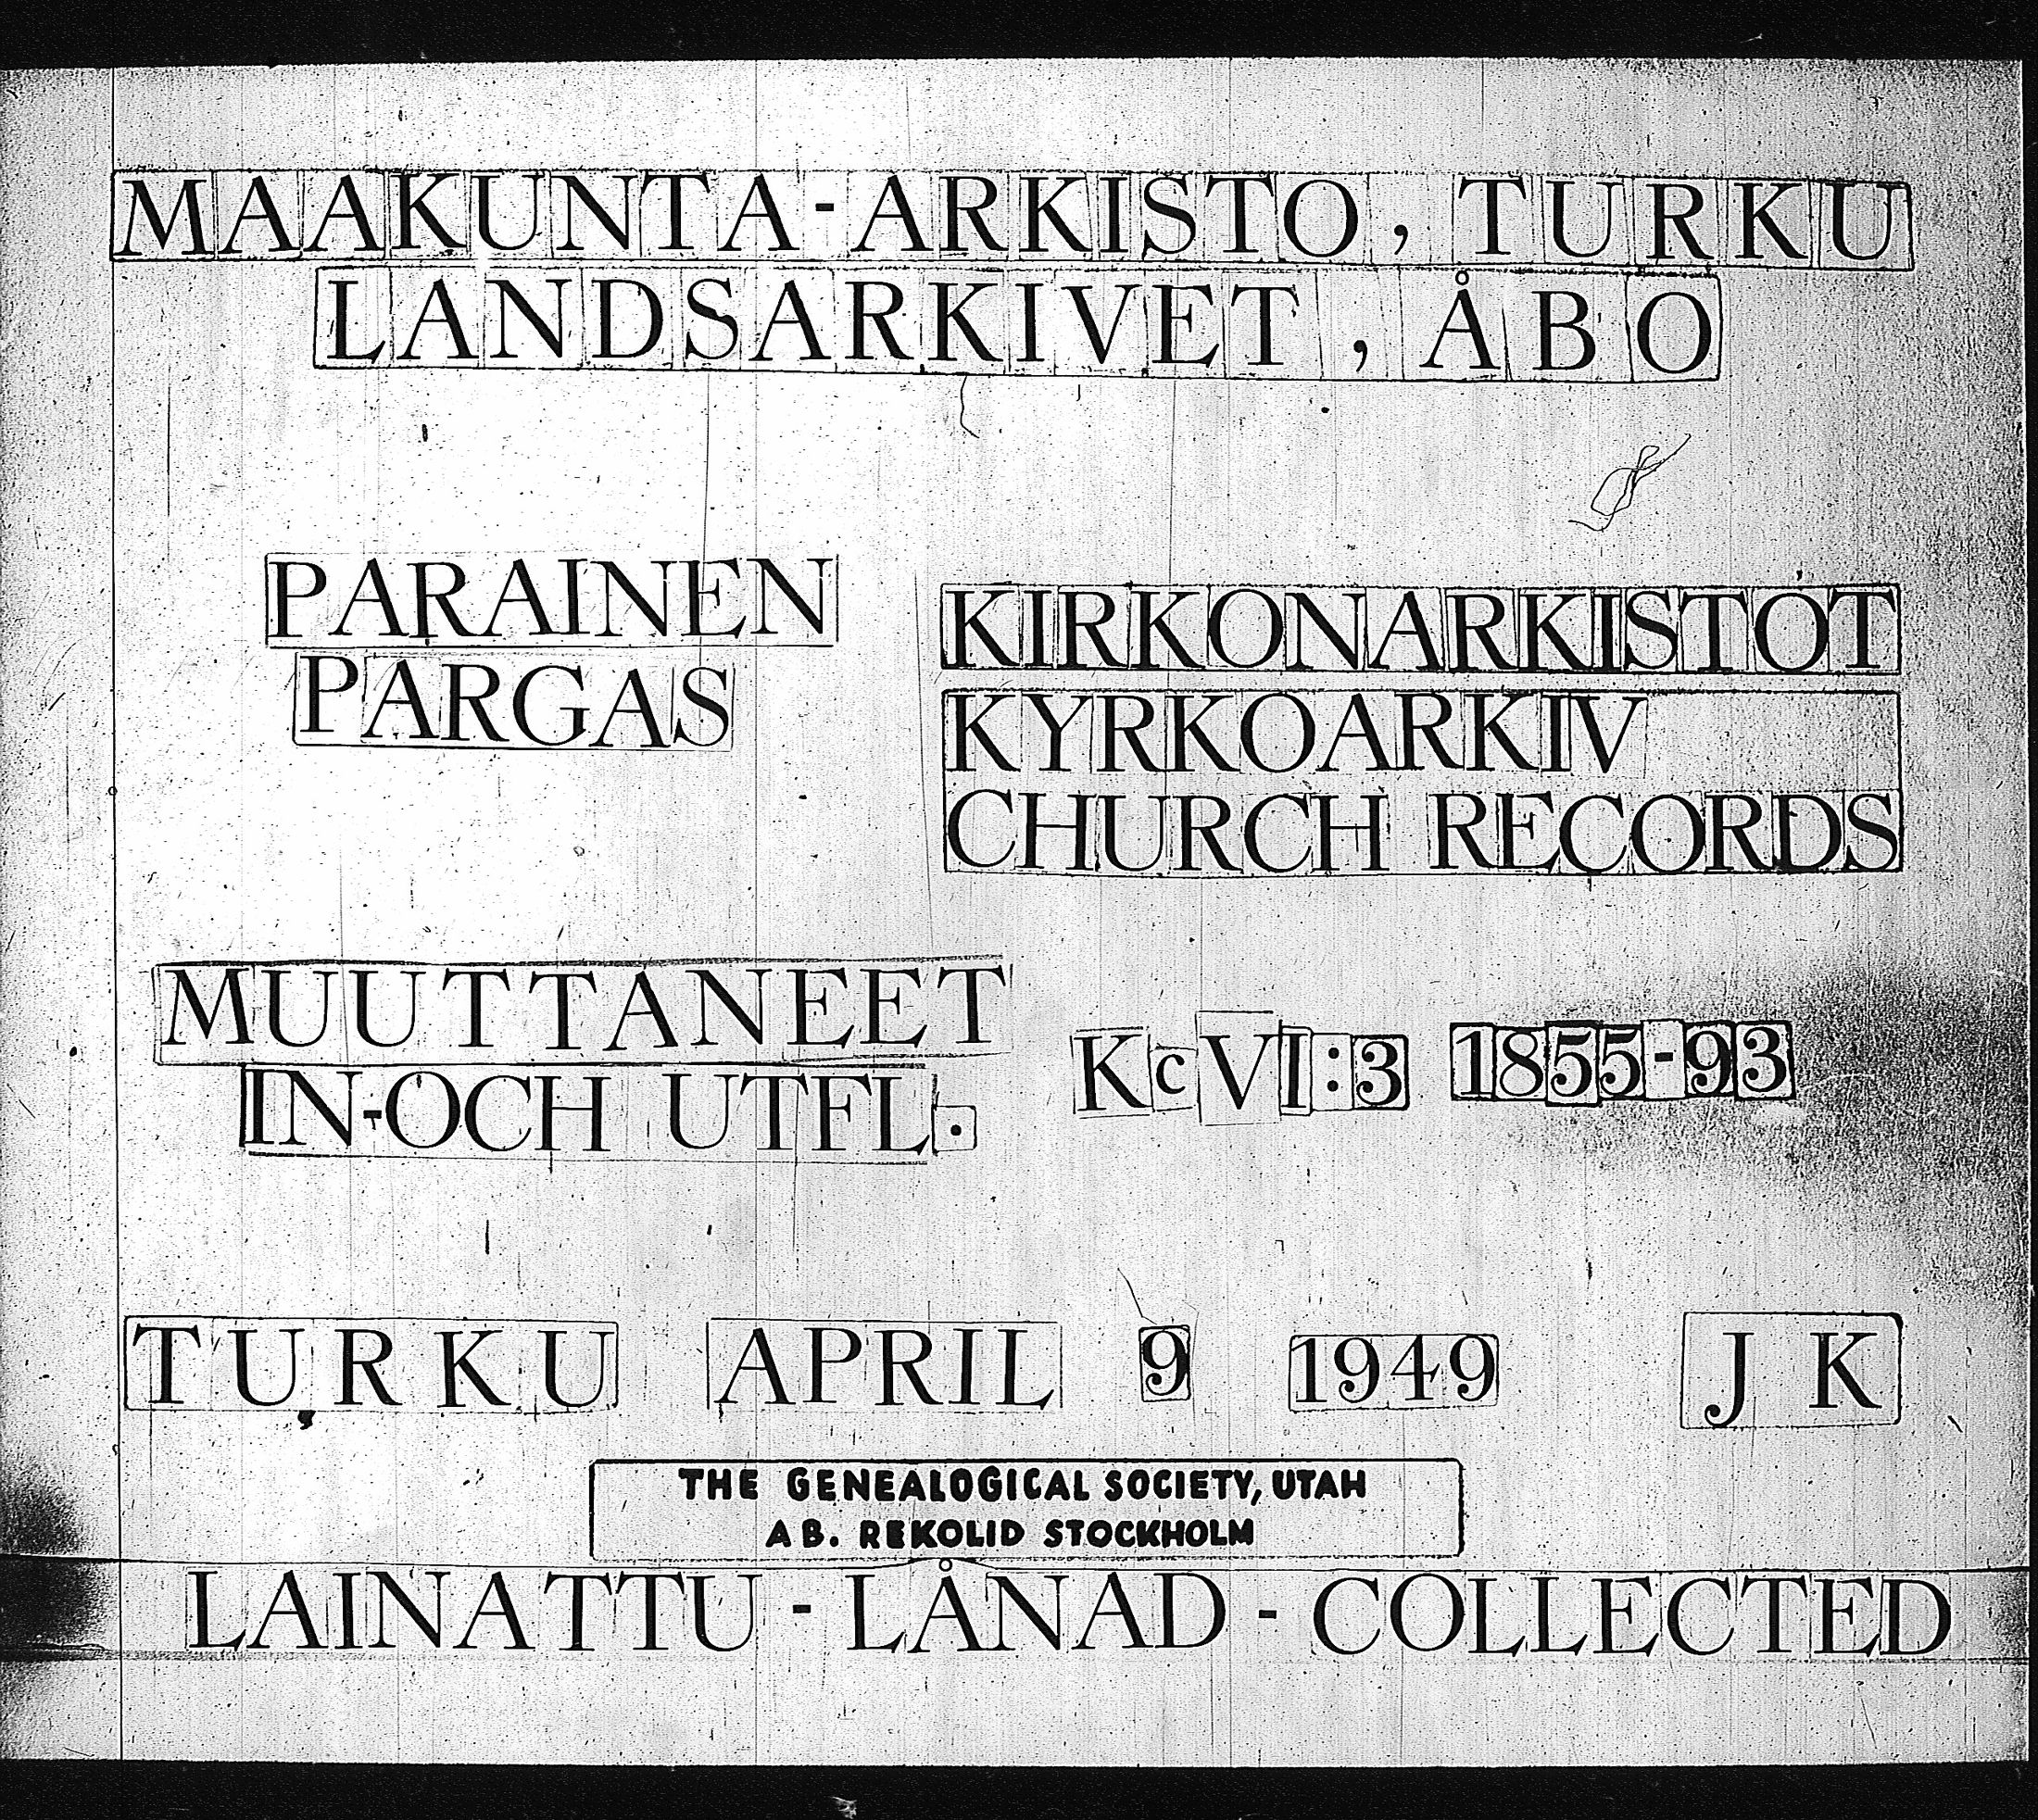 MAAKUNTA-ARKISTO, TURKU
LANDSARKIVET, ÅBO
PARAINEN
PARGAS
KIRKONARKISTOT
KYRKOARKIV
CHURCH RECORDS
MUUTTANEET
IN-OCH UTFL.
KcVI:3 1855-93
TURKU APRIL 9 1949 J K
THE GENEALOGICAL SOCIETY, UTAH
AB. REKOLID STOCKHOLM
LAINATTU - LÅNAD - COLLECTED